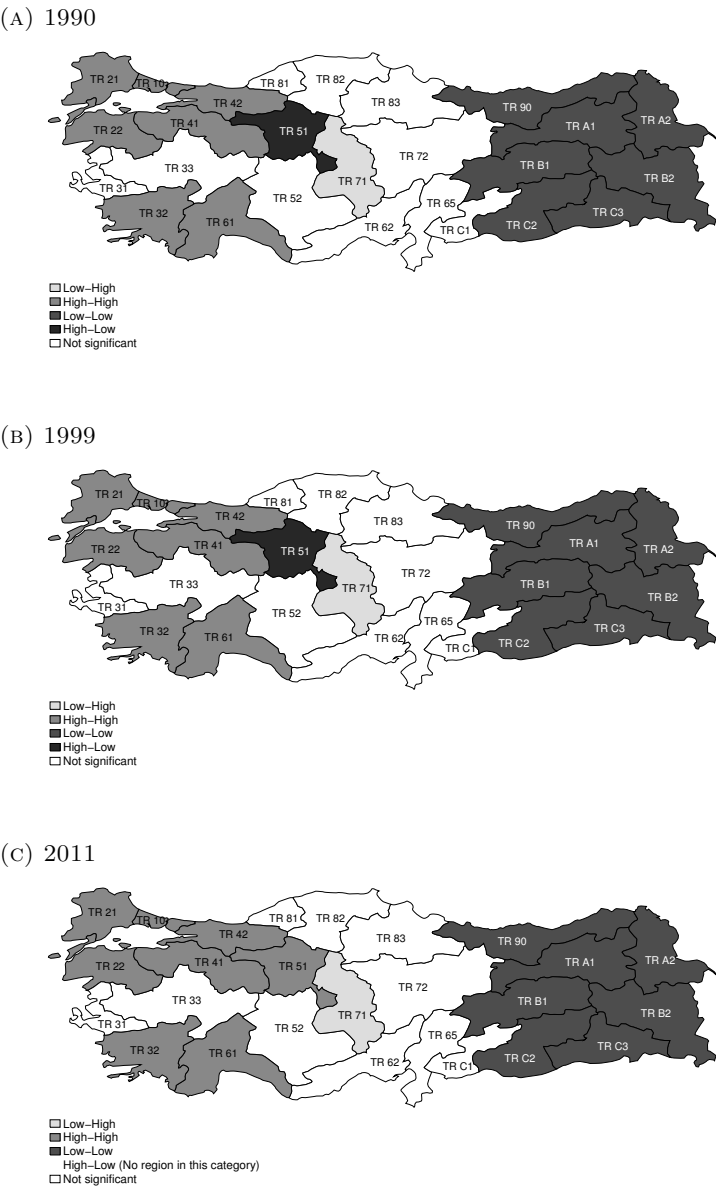 (A) 1990
TR 21
TR 10
TR 81
TR 82
TR 42
TR 83
TR 90
TR 22
TR 41
TR 51
TR A1
TR A2
TR 33
TR 72
TR B1
TR 31
TR 71
TR B2
TR 52
TR 65
TR 32
TR 61
TR 62
TR C1
TR C2
TR C3
Low−High
High−High
Low−Low
High−Low
Not significant
(B) 1999
TR 21
TR 10
TR 81
TR 82
TR 42
TR 83
TR 90
TR 22
TR 41
TR 51
TR A1
TR A2
TR 33
TR 72
TR B1
TR 31
TR 71
TR B2
TR 52
TR 65
TR 32
TR 61
TR 62
TR C1
TR C2
TR C3
Low−High
High−High
Low−Low
High−Low
Not significant
(C) 2011
TR 21
TR 10
TR 81
TR 82
TR 42
TR 83
TR 90
TR 22
TR 41
TR 51
TR A1
TR A2
TR 33
TR 72
TR B1
TR 31
TR 71
TR B2
TR 52
TR 65
TR 32
TR 61
TR 62
TR C1
TR C2
TR C3
Low−High
High−High
Low−Low
High−Low (No region in this category)
Not significant